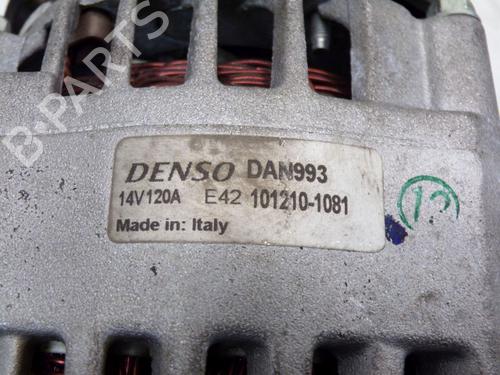 B-PARTS
DENSO DAN993
14V120A E42 101210-1081
Made in: Italy